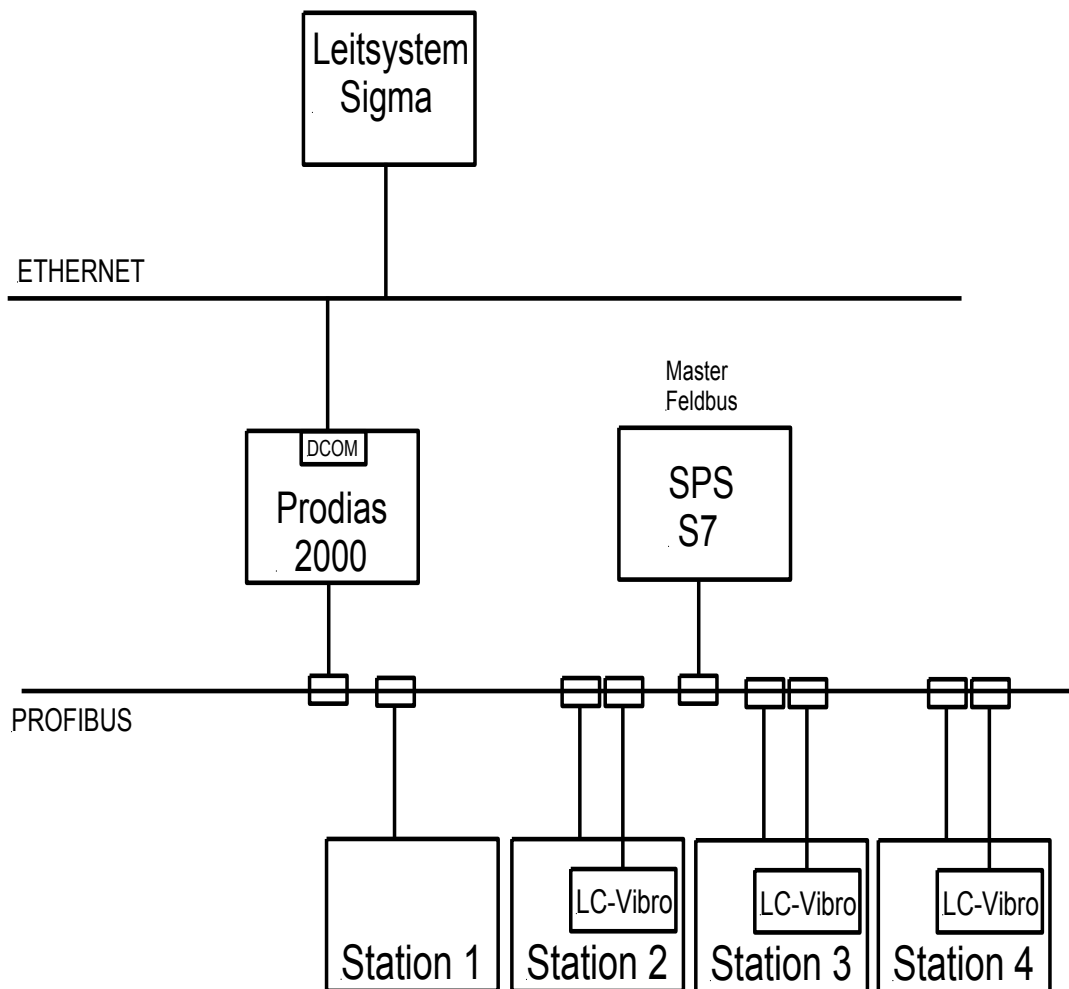 Leitsystem
Sigma
ETHERNET
Master
Feldbus
DCOM
Prodias
2000
SPS
S7
PROFIBUS
LC-Vibro
LC-Vibro
LC-Vibro
Station 1
Station 2
Station 3
Station 4